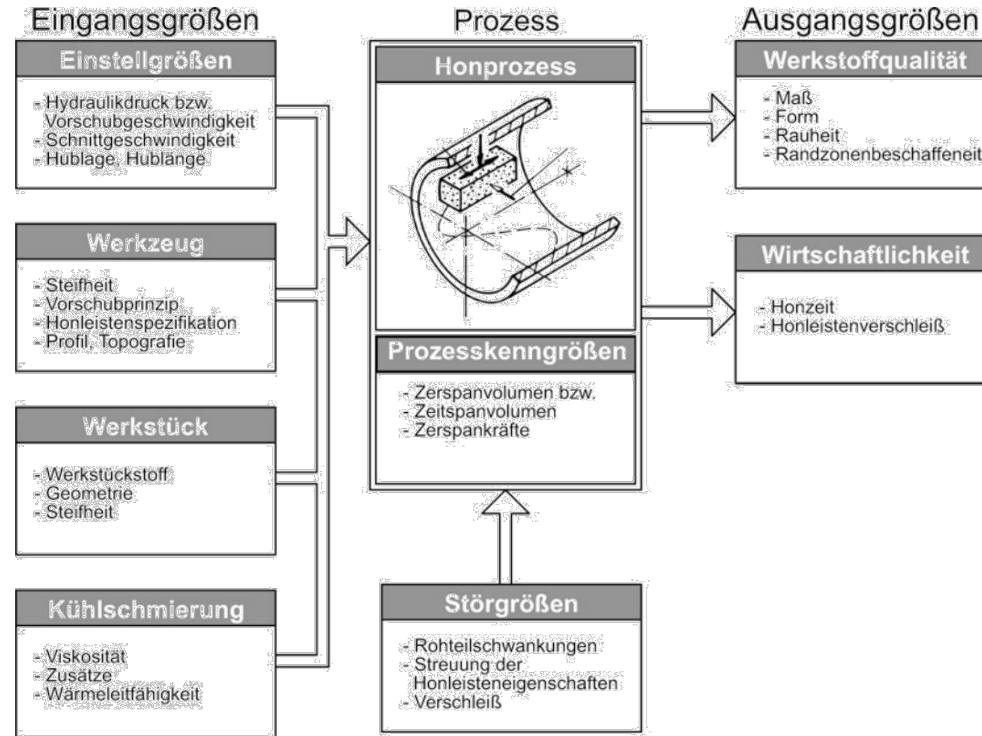 Eingangsgrößen
Einstellgrößen
- Hydraulikdruck bzw.
Vorschubgeschwindigkeit
- Schnittgeschwindigkeit
- Hublage, Hublänge
Werkzeug
- Steifheit
- Vorschubprinzip
- Honleistenspezifikation
- Profil, Topografie
Werkstück
- Werkstückstoff
- Geometrie
- Steifheit
Kühlschmierung
- Viskosität
- Zusätze
- Wärmeleitfähigkeit
Prozess
Honprozess
Prozesskenngrößen
- Zerspanvolumen bzw.
- Zeitspanvolumen
- Zerspankräfte
Störgrößen
- Rohteilschwankungen
- Streuung der
Honleisteneigenschaften
- Verschleiß
Ausgangsgrößen
Werkstoffqualität
- Maß
- Form
- Rauheit
- Randzonenbeschaffeneit
Wirtschaftlichkeit
- Honzeit
- Honleistenverschleiß